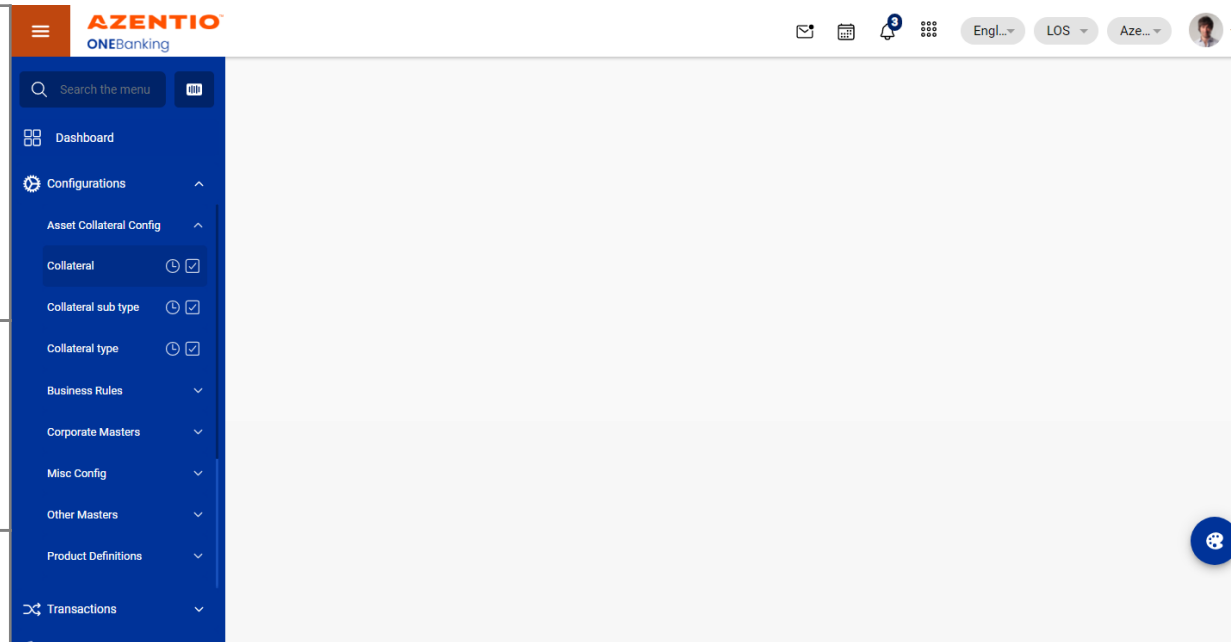 AZENTIO
ONEBanking
3
Engl...
LOS
Aze...
Search the menu
Dashboard
Configurations
Asset Collateral Config
Collateral
Collateral sub type
Collateral type
Business Rules
Corporate Masters
Misc Config
Other Masters
Product Definitions
Transactions